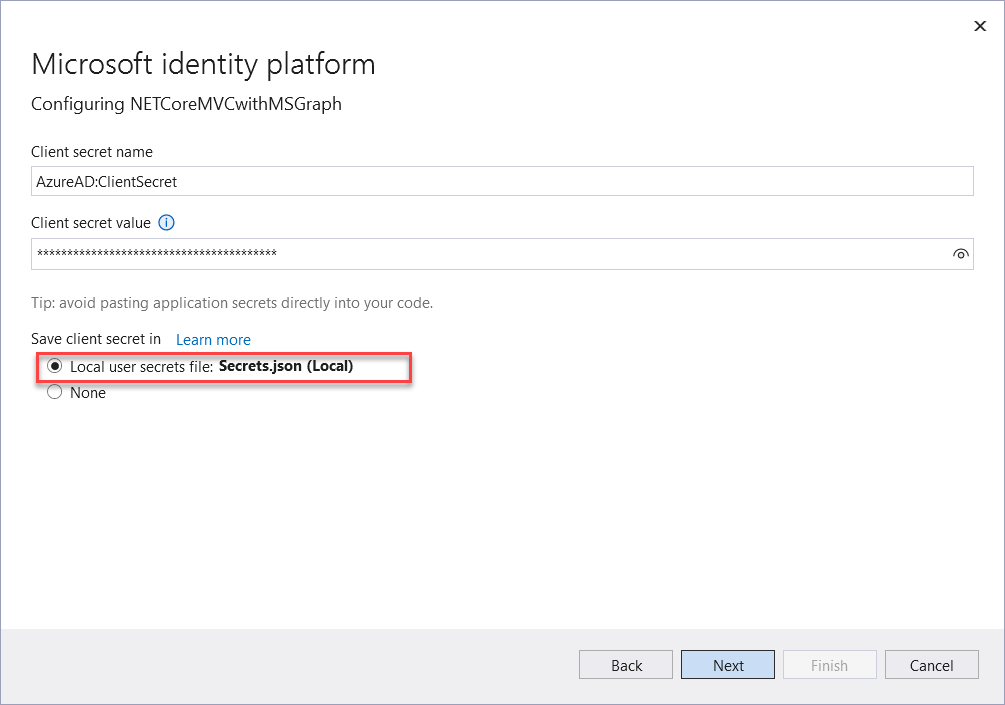 Microsoft identity platform
Configuring NETCoreMVCwithMSGraph
Client secret name
AzureAD:ClientSecret
Client secret value
****************************************
Tip: avoid pasting application secrets directly into your code.
Save client secret in Learn more
Local user secrets file: Secrets.json (Local)
None
Back Next Finish Cancel